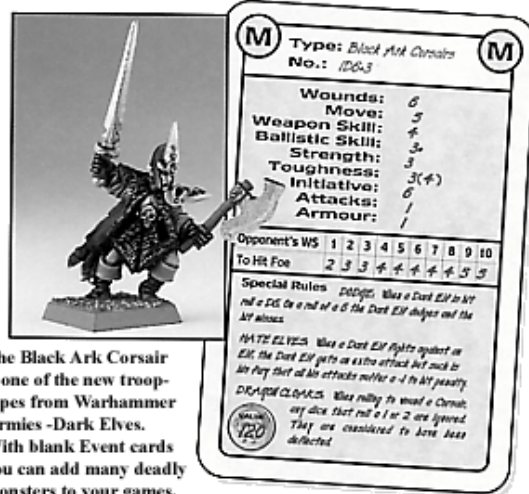 M
M
Type: Black Ark Corsairs
No.: 1D6+3
Wounds: 6
Move: 5
Weapon Skill: 4
Ballistic Skill: 3+
Strength: 3
Toughness: 3(4)
Initiative: 6
Attacks: 1
Armour: 1
Opponent's WS 1 2 3 4 5 6 7 8 9 10
To Hit Foe 2 3 3 4 4 4 4 4 5 5
Special Rules DODGE: When a Dark Elf is hit
roll a D6. On a roll of a 6 the Dark Elf dodges and the
hit misses.
HATE ELVES: When a Dark Elf fights against an
Elf, the Dark Elf gets an extra attack but such is
his fury that all his attacks suffer a -1 to hit penalty.
DRAGON CLOAKS: When rolling to wound a Corsair,
any dice that roll a 1 or 2 are ignored.
They are considered to have been
deflected.
VALUE
120
he Black Ark Corsair
one of the new troop-
pes from Warhammer
rmies -Dark Elves.
ith blank Event cards
ou can add many deadly
onsters to your games.